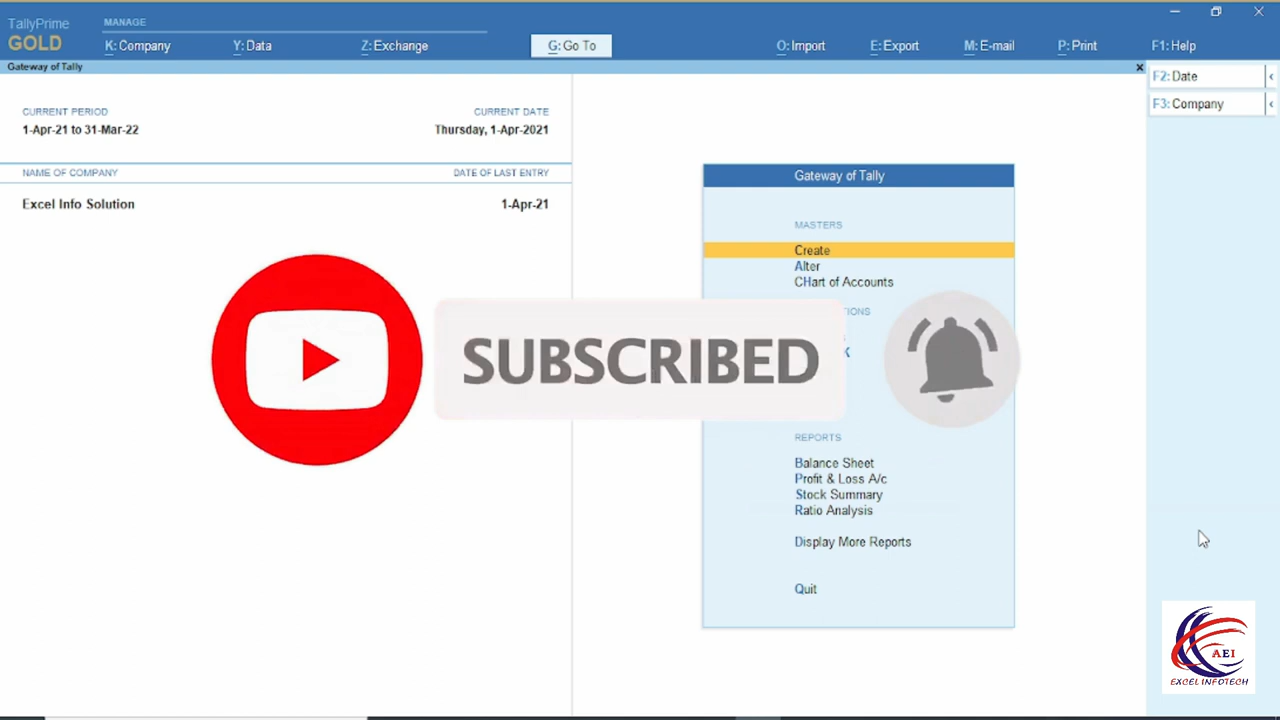 TallyPrime
GOLD
MANAGE
K: Company
Y: Data
Z: Exchange
G: Go To
O: Import
E: Export
M: E-mail
P: Print
F1: Help
Gateway of Tally
x
F2: Date
F3: Company
CURRENT PERIOD
CURRENT DATE
1-Apr-21 to 31-Mar-22
Thursday, 1-Apr-2021
NAME OF COMPANY
DATE OF LAST ENTRY
Excel Info Solution
1-Apr-21
Gateway of Tally
MASTERS
Create
Alter
CHart of Accounts
SUBSCRIBED
REPORTS
Balance Sheet
Profit & Loss A/c
Stock Summary
Ratio Analysis
Display More Reports
Quit
AEI
EXCEL INFOTECH